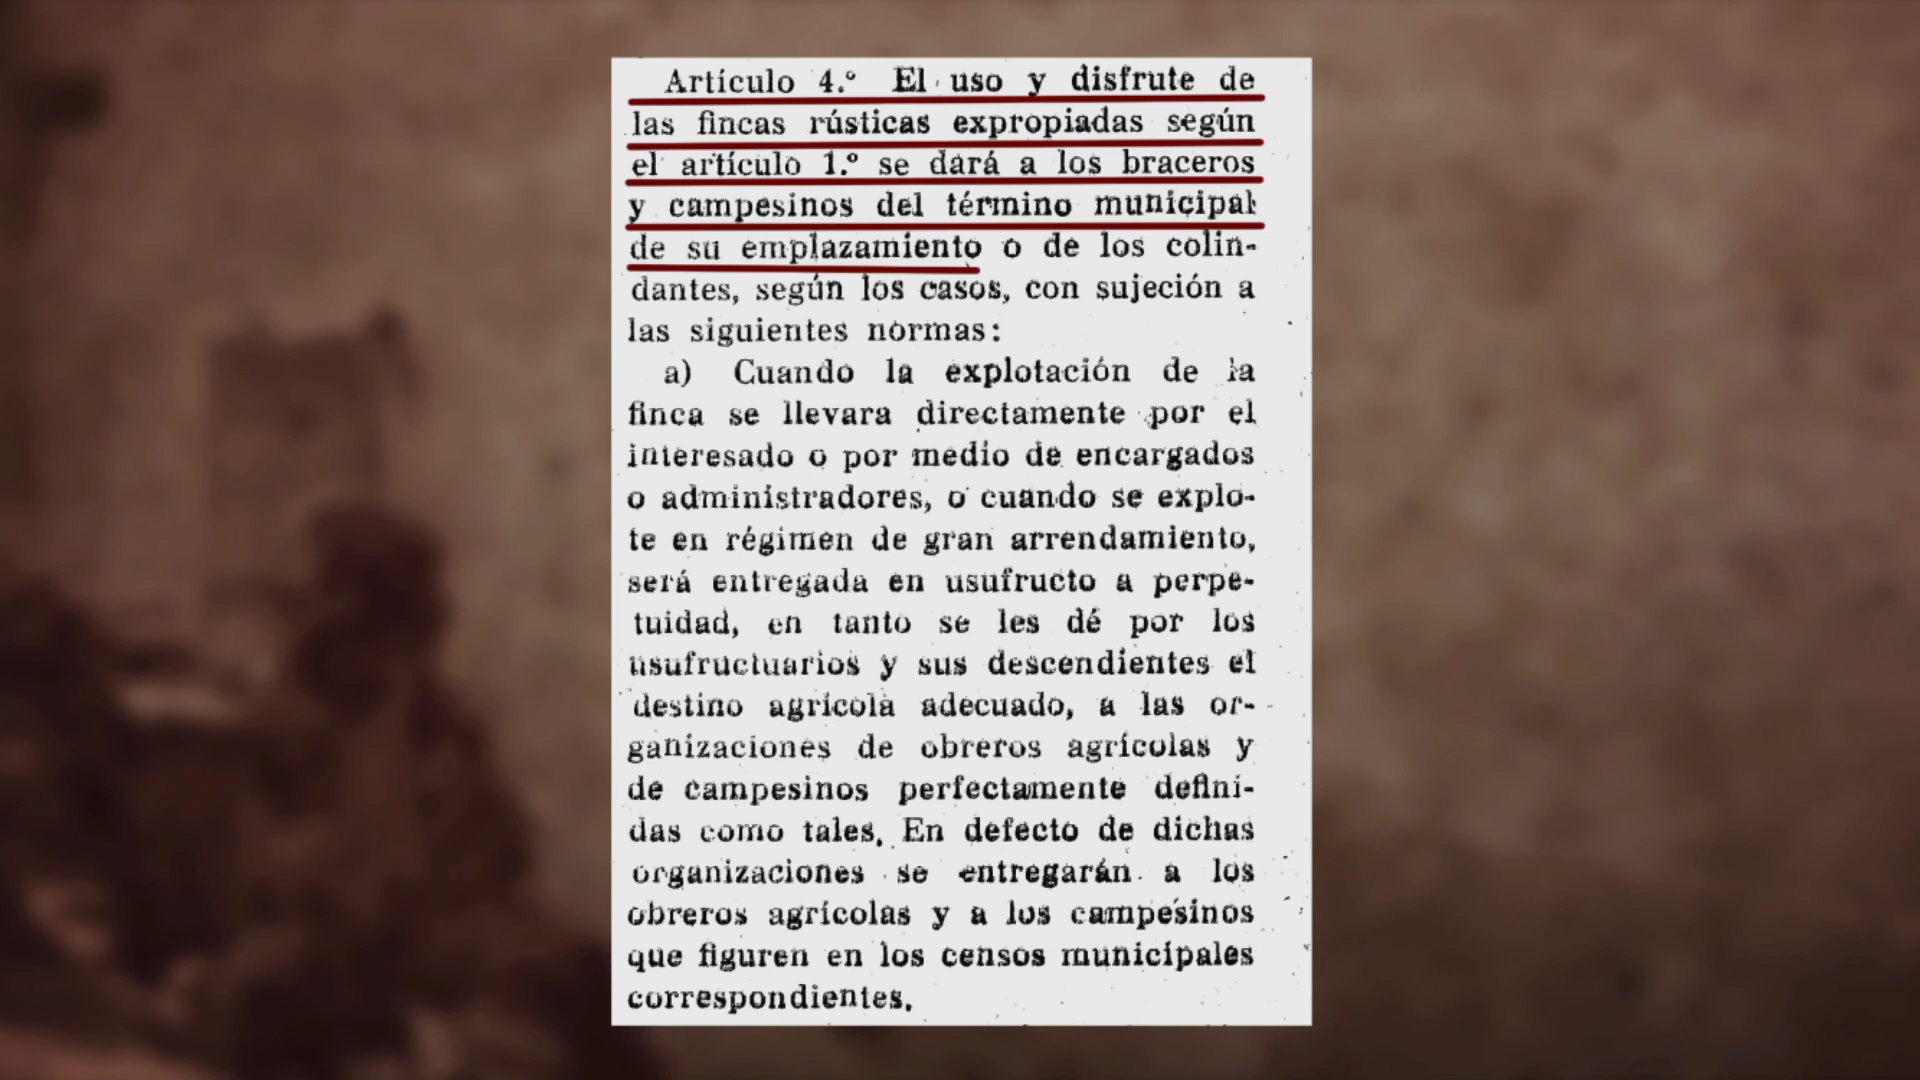 Artículo 4.º El uso y disfrute de
las fincas rústicas expropiadas según
el artículo 1.º se dará a los braceros
y campesinos del término municipal
de su emplazamiento o de los colin-
dantes, según los casos, con sujeción a
las siguientes normas:
a) Cuando la explotación de la
finca se llevara directamente por el
interesado o por medio de encargados
o administradores, o cuando se explo-
te en régimen de gran arrendamiento,
será entregada en usufructo a perpe-
tuidad, en tanto se les dé por los
usufructuarios y sus descendientes el
destino agrícola adecuado, a las or-
ganizaciones de obreros agrícolas y
de campesinos perfectamente defini-
das como tales. En defecto de dichas
organizaciones se entregarán a los
obreros agrícolas y a los campesinos
que figuren en los censos municipales
correspondientes.